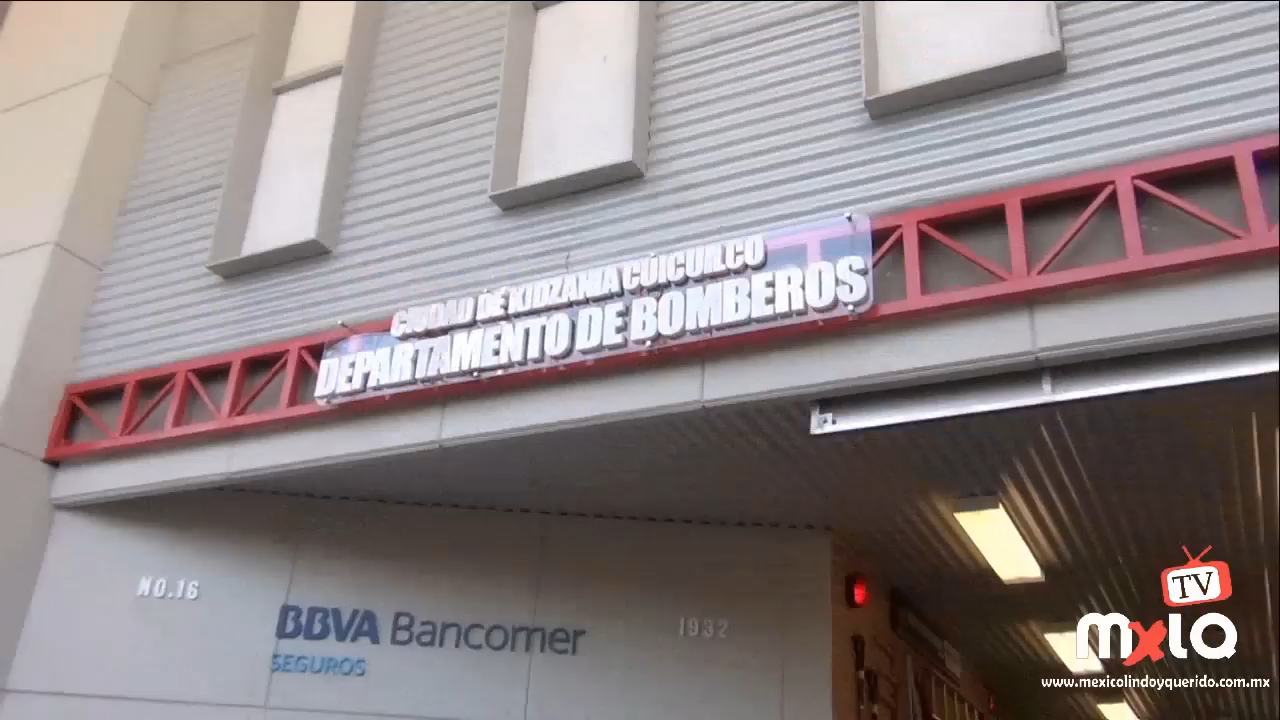 CIUDAD DE KIDZANIA CUICUILCO
DEPARTAMENTO DE BOMBEROS
NO.16
BBVA Bancomer
SEGUROS
1932
TV
MXLQ
www.mexicolindoyquerido.com.mx